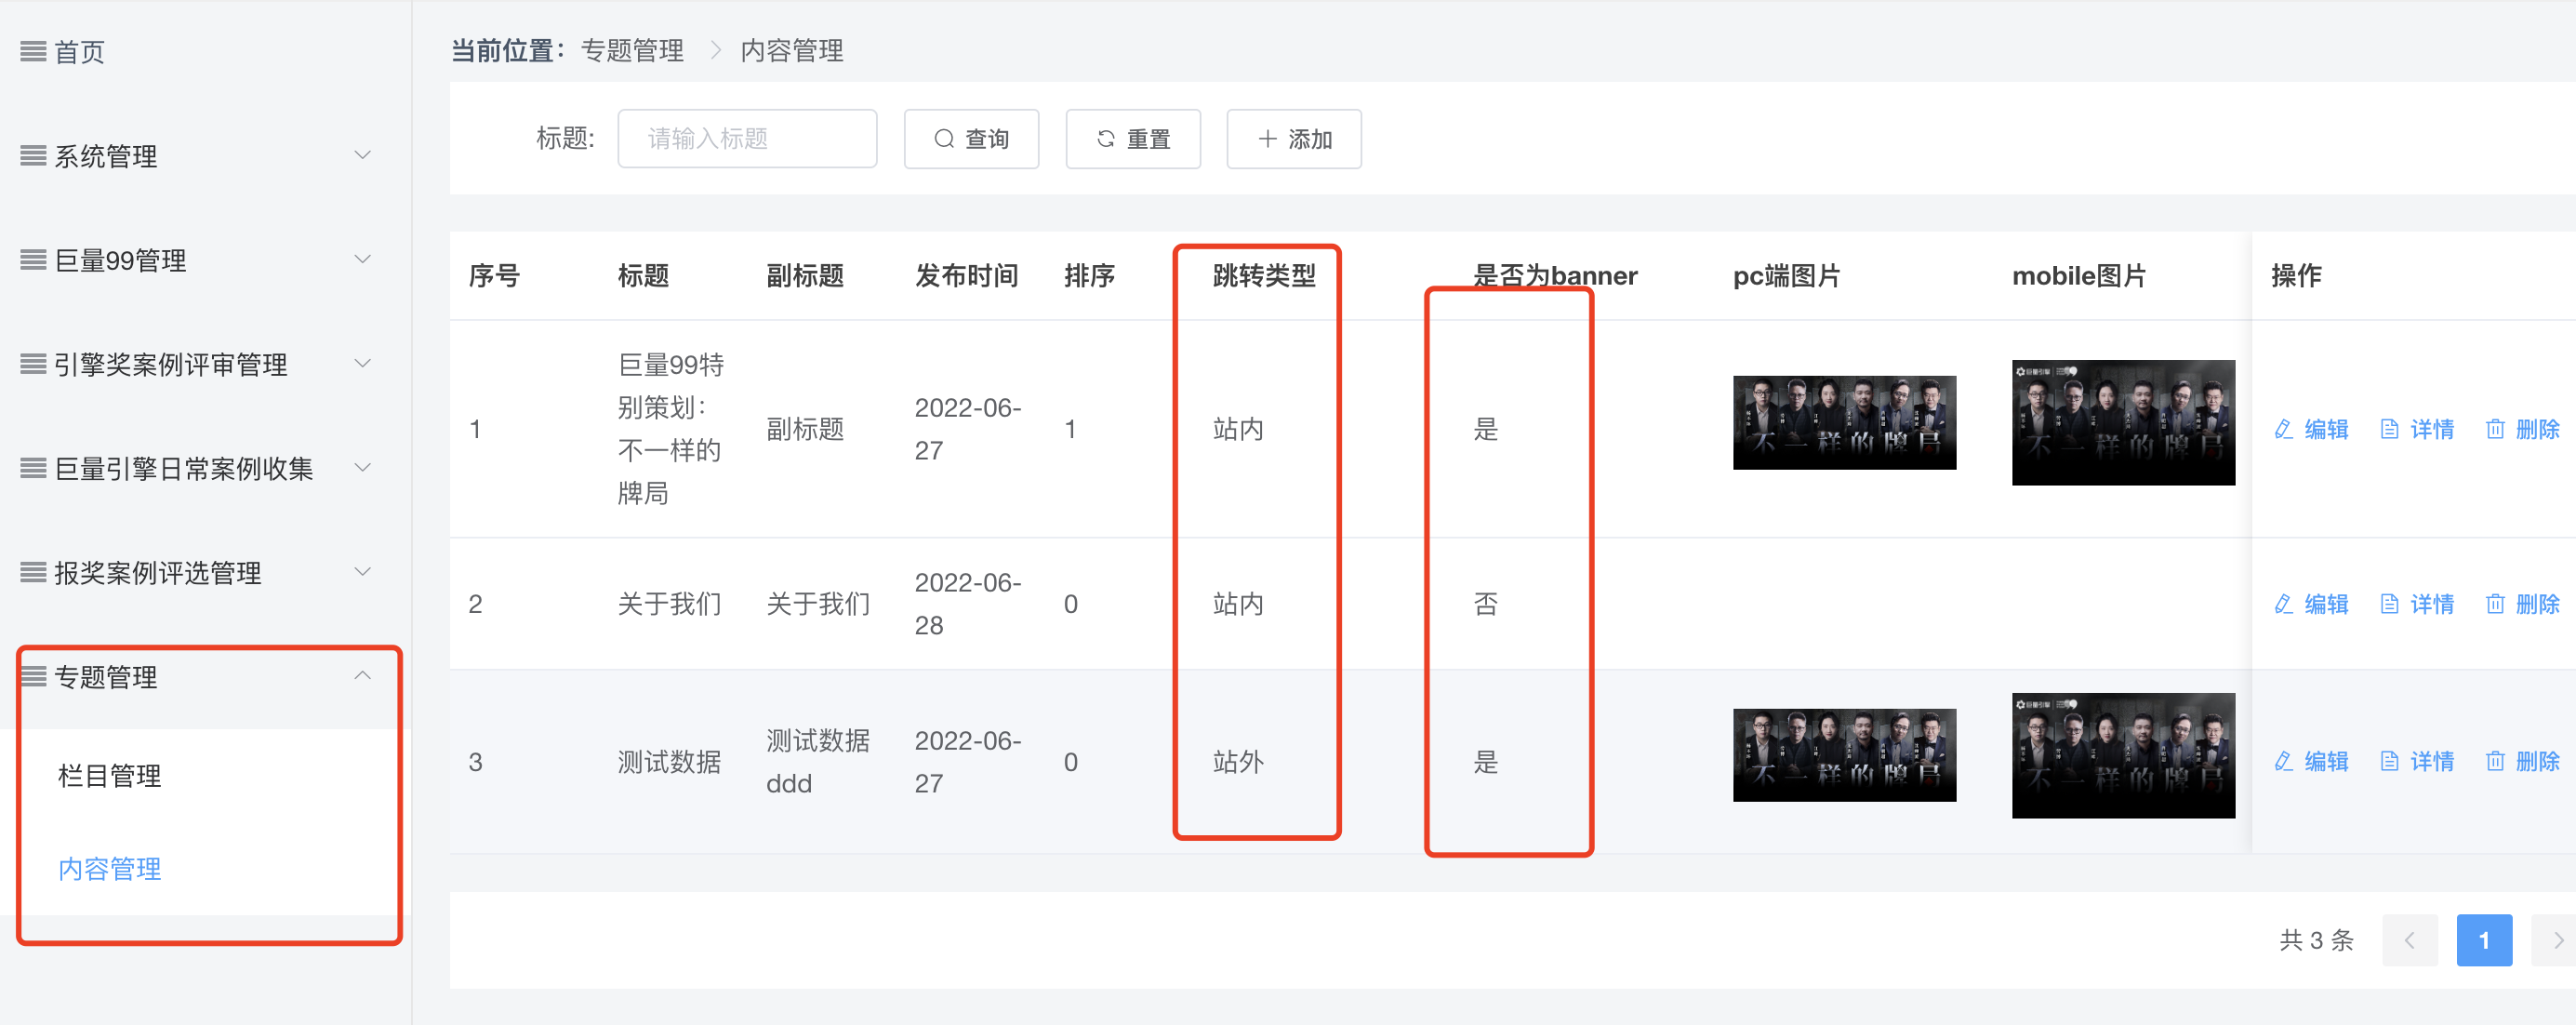 首页
系统管理
巨量99管理
引擎奖案例评审管理
巨量引擎日常案例收集
报奖案例评选管理
专题管理
栏目管理
内容管理
当前位置： 专题管理 > 内容管理
标题: 请输入标题 查询 重置 添加
序号 标题 副标题 发布时间 排序 跳转类型 是否为banner pc端图片 mobile图片 操作
1 巨量99特别策划：不一样的牌局 副标题 2022-06-27 1 站内 是 不一样的牌局 巨量引擎 不一样的牌局 编辑 详情 删除
2 关于我们 关于我们 2022-06-28 0 站内 否 编辑 详情 删除
3 测试数据 测试数据ddd 2022-06-27 0 站外 是 不一样的牌局 巨量引擎 不一样的牌局 编辑 详情 删除
共 3 条 1